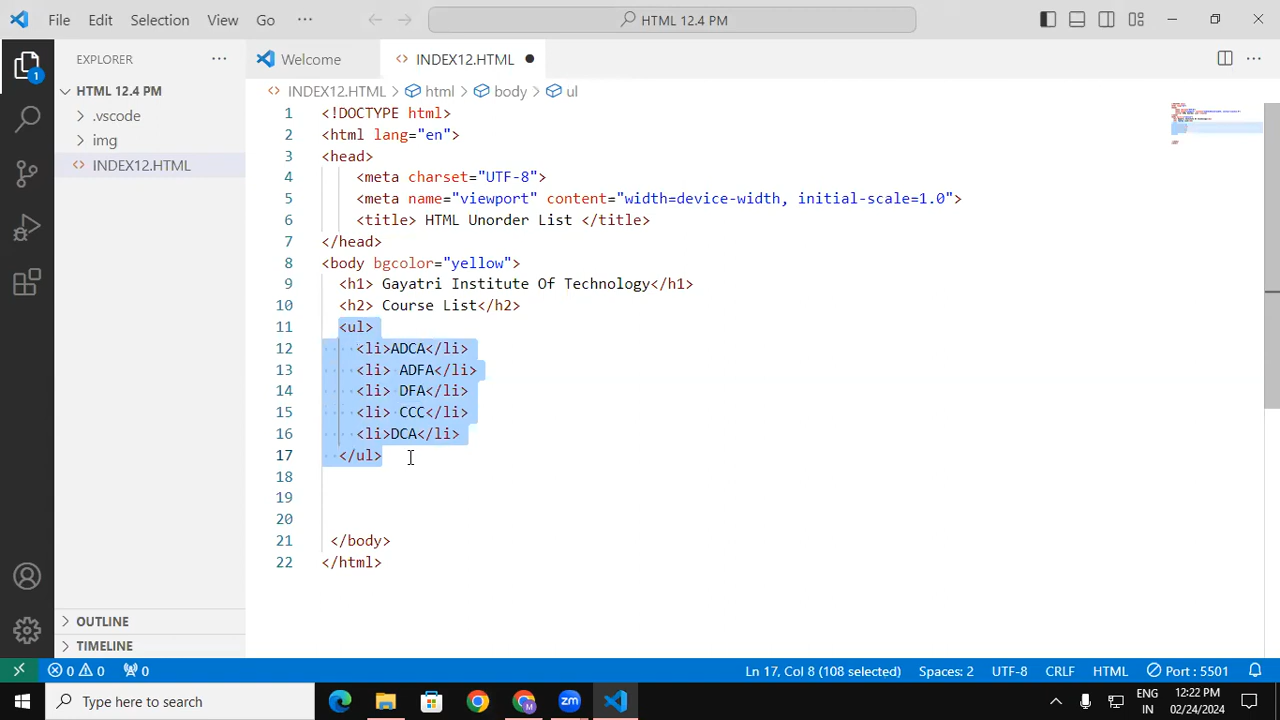 File Edit Selection View Go ··· HTML 12.4 PM
EXPLORER ···
HTML 12.4 PM
.vscode
img
<> INDEX12.HTML
OUTLINE
TIMELINE
1
Welcome <> INDEX12.HTML ●
<> INDEX12.HTML > html > body > ul
1 <!DOCTYPE html>
2 <html lang="en">
3 <head>
4 <meta charset="UTF-8">
5 <meta name="viewport" content="width=device-width, initial-scale=1.0">
6 <title> HTML Unorder List </title>
7 </head>
8 <body bgcolor="yellow">
9 <h1> Gayatri Institute Of Technology</h1>
10 <h2> Course List</h2>
11 <ul>
12 <li>ADCA</li>
13 <li> ADFA</li>
14 <li> DFA</li>
15 <li> CCC</li>
16 <li>DCA</li>
17 </ul>
18
19
20
21 </body>
22 </html>
0 0 0 Ln 17, Col 8 (108 selected) Spaces: 2 UTF-8 CRLF HTML Port : 5501
Type here to search
ENG 12:22 PM
IN 02/24/2024